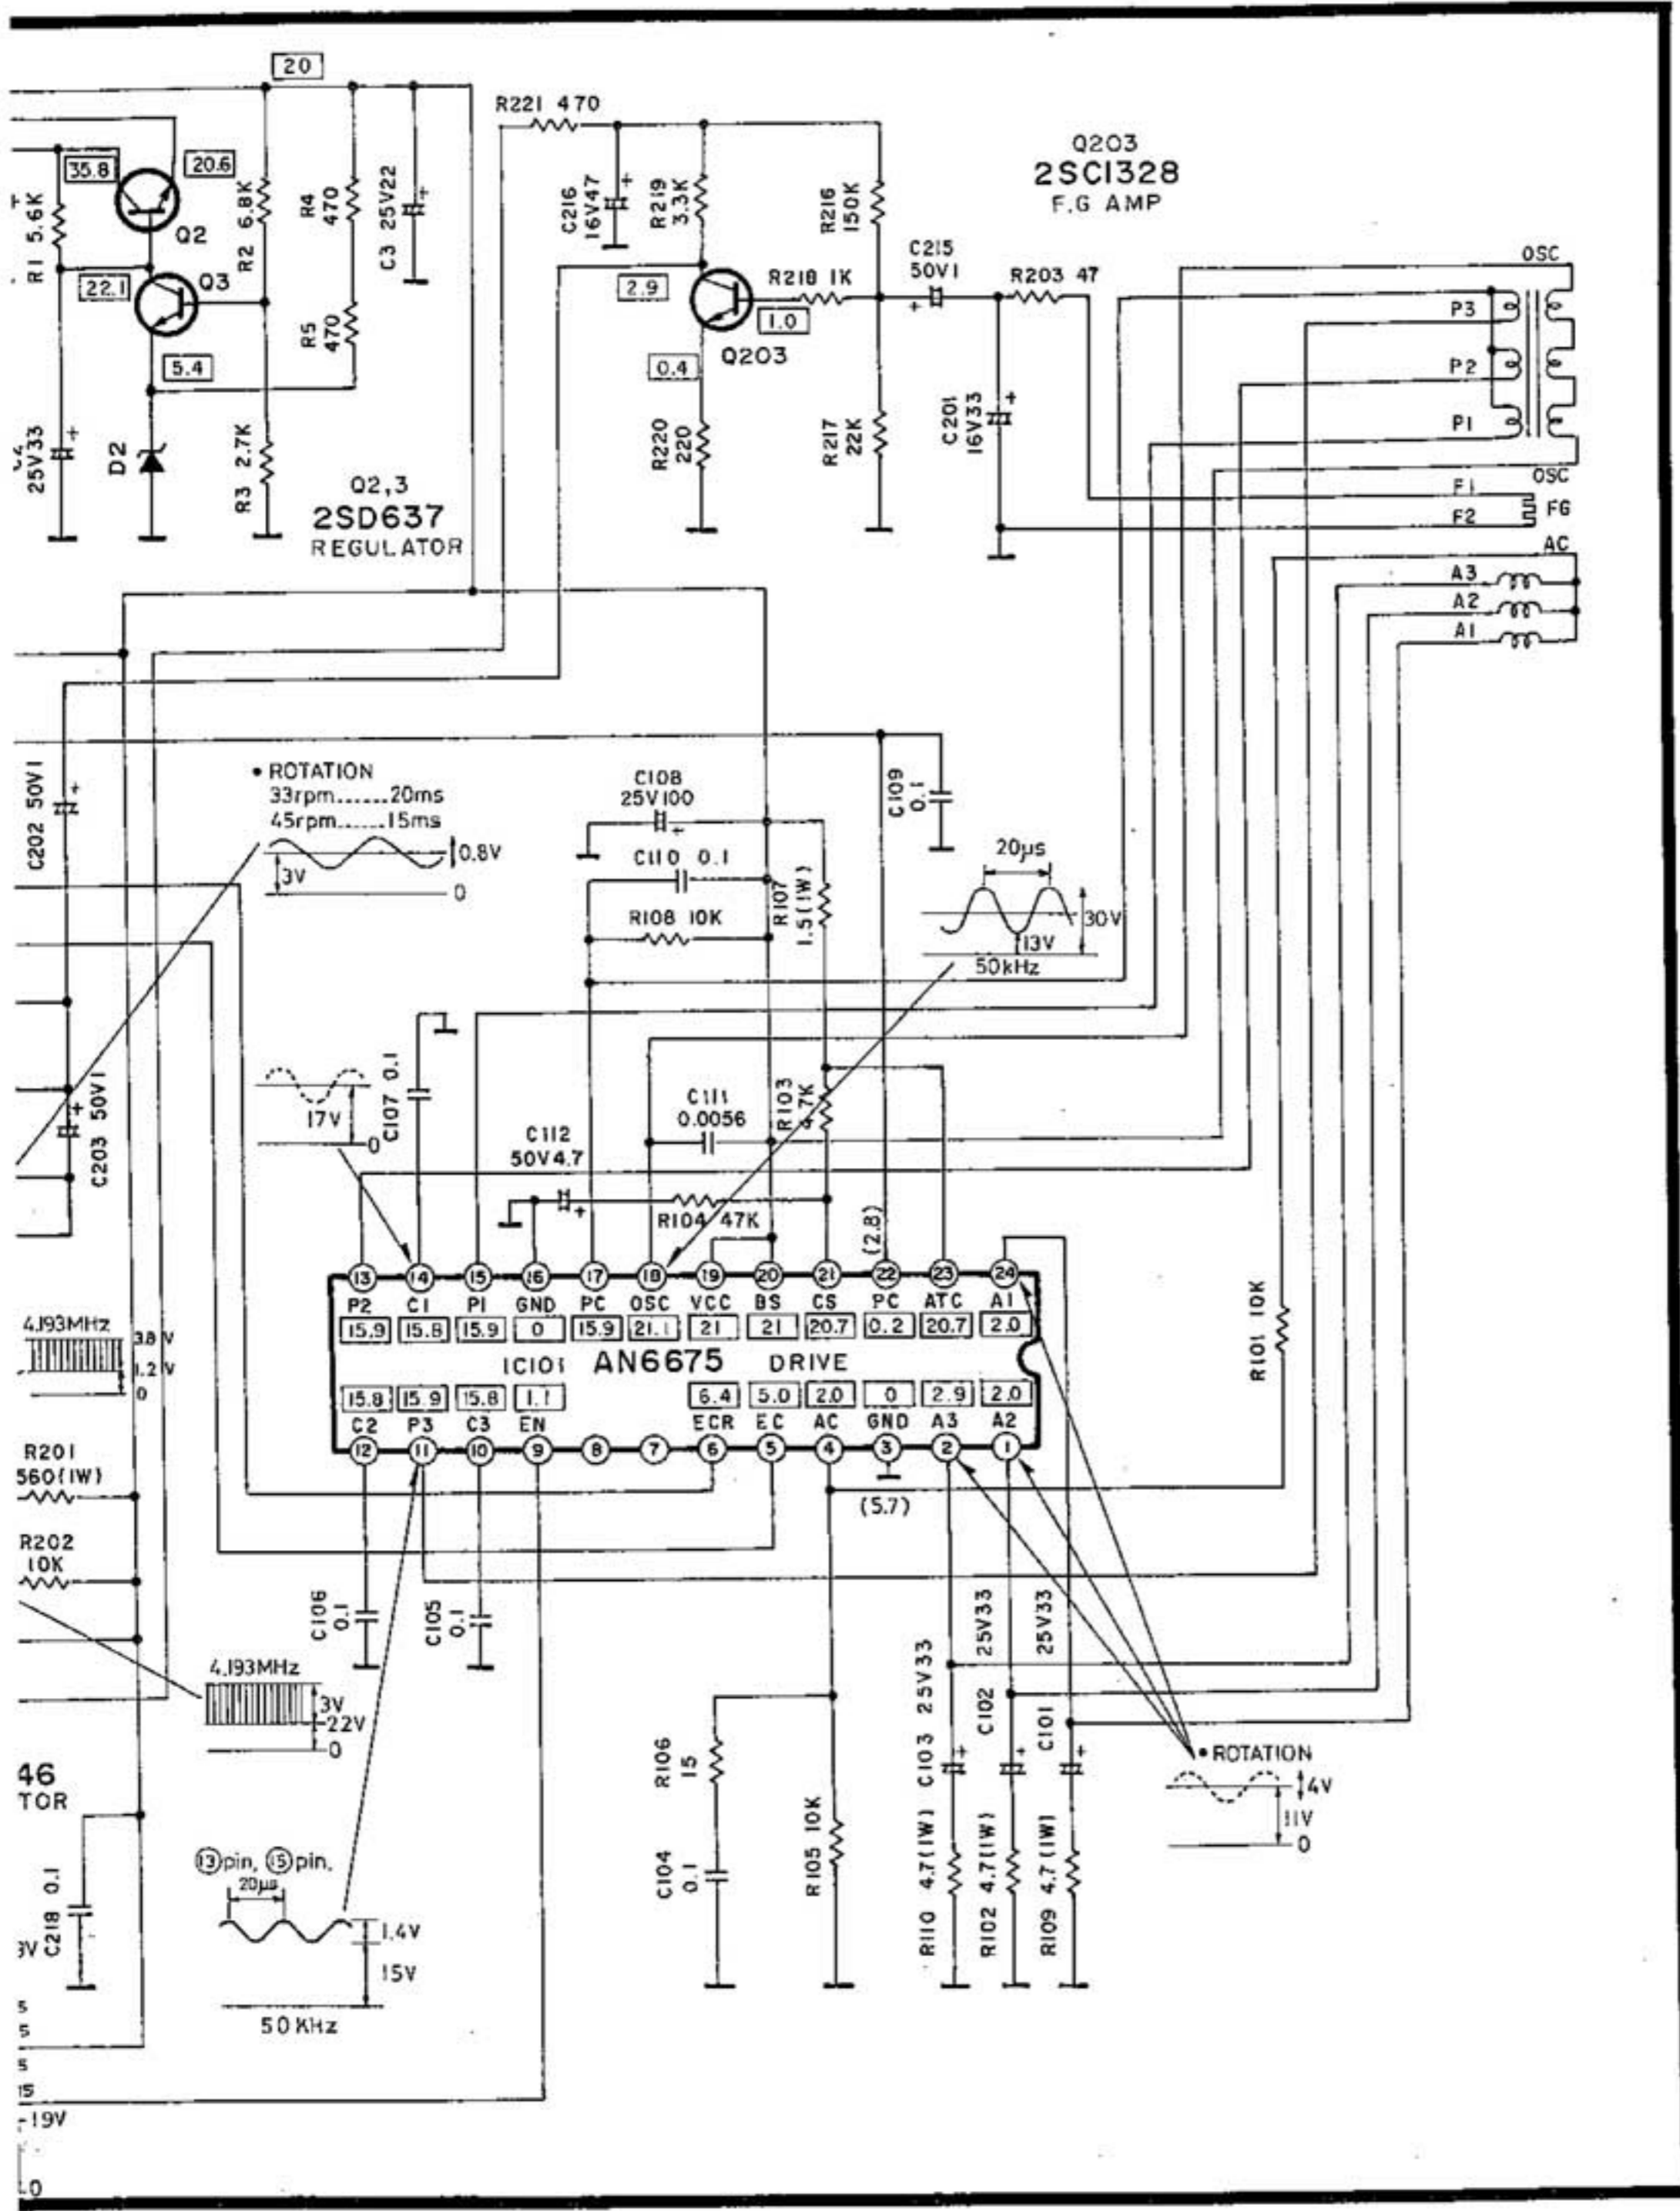 20
R221 470
Q203
2SC1328
F.G AMP
35.8
20.6
R1 5.6K
Q2
R2 6.8K
R4 470
C3 25V22
C216 16V47
R219 3.3K
R216 150K
C215
50V1
R218 1K
R203 47
OSC
22.1
Q3
2.9
1.0
Q203
P3
R5 470
5.4
0.4
P2
25V33
D2
R3 2.7K
R220 220
R217 22K
C201 16V33
P1
Q2,3
2SD637
REGULATOR
OSC
F1
FG
F2
AC
A3
A2
A1
C202 50V1
• ROTATION
33rpm......20ms
45rpm......15ms
0.8V
3V
0
C108
25V100
C109 0.1
C110 0.1
R107 1.5(1W)
R108 10K
20µs
30V
13V
50kHz
C203 50V1
17V
0
C107 0.1
C111
0.0056
R103 4.7K
C112
50V4.7
R104 47K
(2.8)
13 14 15 16 17 18 19 20 21 22 23 24
P2 C1 P1 GND PC OSC VCC BS CS PC ATC A1
15.9 15.8 15.9 0 15.9 21.1 21 21 20.7 0.2 20.7 2.0
IC101 AN6675 DRIVE
15.8 15.9 15.8 1.1 6.4 5.0 2.0 0 2.9 2.0
C2 P3 C3 EN ECR EC AC GND A3 A2
12 11 10 9 8 7 6 5 4 3 2 1
R101 10K
4.193MHz
3.8 V
1.2 V
0
(5.7)
R201
560(1W)
R202
10K
C106 0.1
C105 0.1
4.193MHz
3V
22V
0
46
TOR
R106 15
C104 0.1
R105 10K
R110 4.7(1W) C103 25V33
R102 4.7(1W) C102 25V33
R109 4.7(1W) C101 25V33
• ROTATION
4V
11V
0
13pin, 15pin.
20µs
1.4V
15V
50KHz
C218 0.1
3V
5
5
5
15
-19V
0